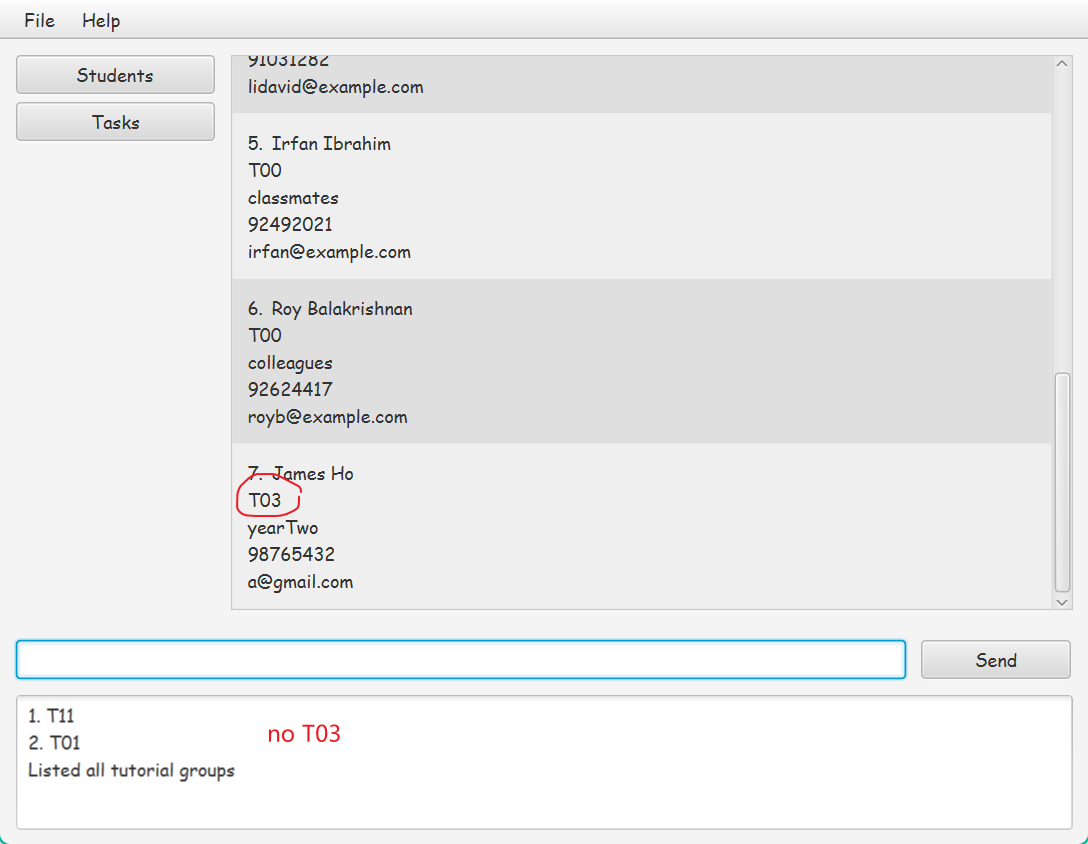 File Help
Students
Tasks
91031282
lidavid@example.com
5. Irfan Ibrahim
T00
classmates
92492021
irfan@example.com
6. Roy Balakrishnan
T00
colleagues
92624417
royb@example.com
7. James Ho
T03
yearTwo
98765432
a@gmail.com
Send
1. T11
2. T01
Listed all tutorial groups
no T03